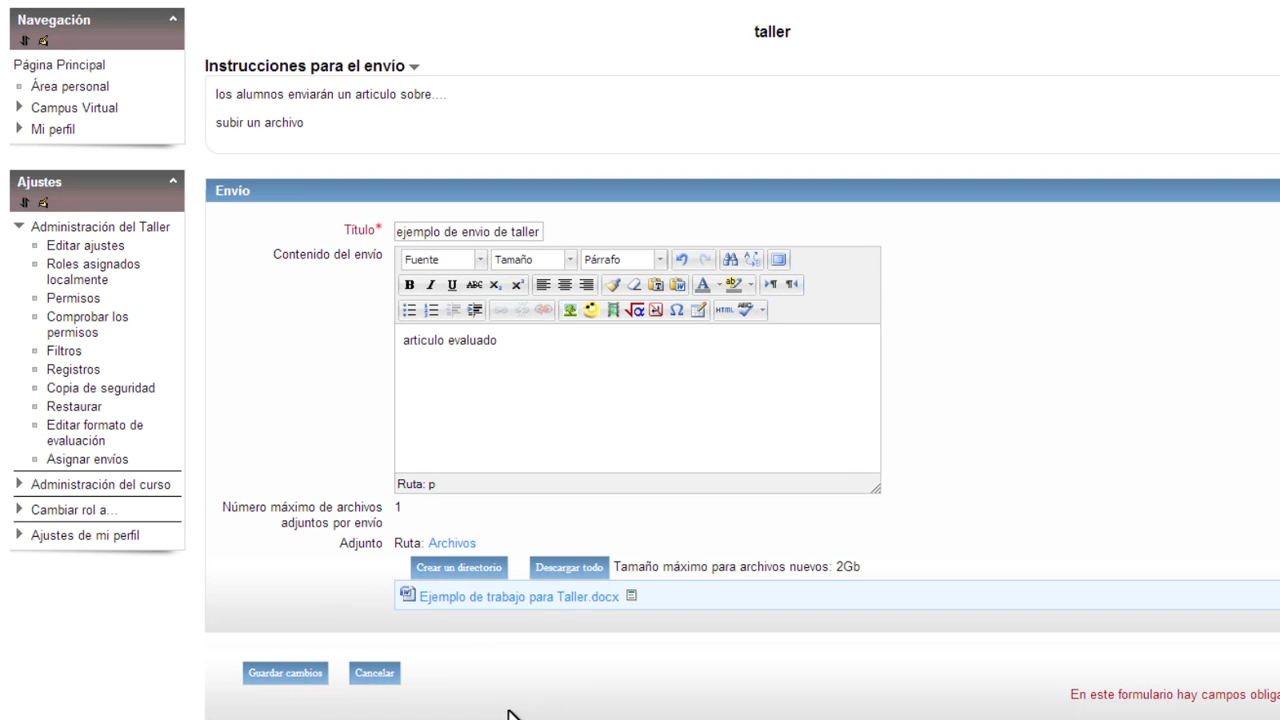 Navegación
Página Principal
Área personal
Campus Virtual
Mi perfil
Ajustes
Administración del Taller
Editar ajustes
Roles asignados
localmente
Permisos
Comprobar los
permisos
Filtros
Registros
Copia de seguridad
Restaurar
Editar formato de
evaluación
Asignar envíos
Administración del curso
Cambiar rol a...
Ajustes de mi perfil
taller
Instrucciones para el envío
los alumnos enviarán un articulo sobre....
subir un archivo
Envío
Título* ejemplo de envio de taller
Contenido del envío
Fuente Tamaño Párrafo
B I U ABC X₂ X²
HTML ABC
articulo evaluado
Ruta: p
Número máximo de archivos
adjuntos por envío
1
Adjunto Ruta: Archivos
Crear un directorio Descargar todo Tamaño máximo para archivos nuevos: 2Gb
Ejemplo de trabajo para Taller.docx
Guardar cambios Cancelar
En este formulario hay campos